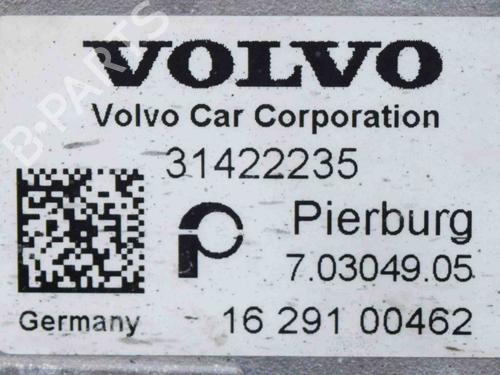 VOLVO
Volvo Car Corporation
31422235
Pierburg
7.03049.05
Germany
16 291 00462
B-PARTS